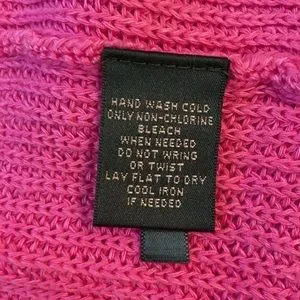 HAND WASH COLD
ONLY NON-CHLORINE
BLEACH
WHEN NEEDED
DO NOT WRING
OR TWIST
LAY FLAT TO DRY
COOL IRON
IF NEEDED